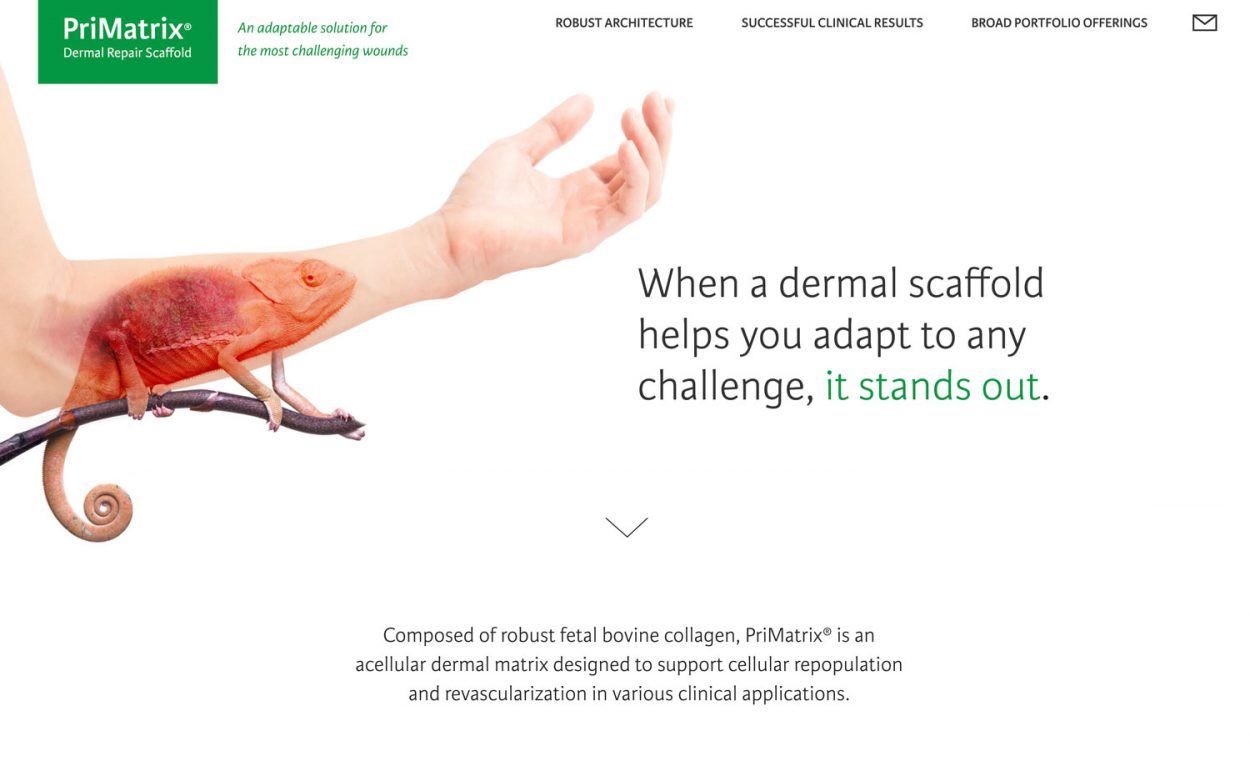 PriMatrix®
Dermal Repair Scaffold
An adaptable solution for
the most challenging wounds
ROBUST ARCHITECTURE
SUCCESSFUL CLINICAL RESULTS
BROAD PORTFOLIO OFFERINGS
When a dermal scaffold
helps you adapt to any
challenge, it stands out.
Composed of robust fetal bovine collagen, PriMatrix® is an
acellular dermal matrix designed to support cellular repopulation
and revascularization in various clinical applications.